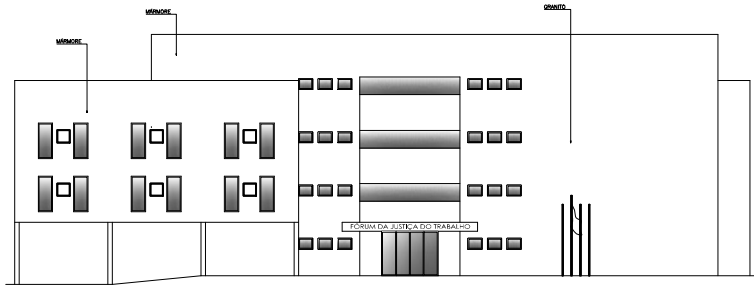 MÁRMORE
GRANITO
MÁRMORE
FÓRUM DA JUSTIÇA DO TRABALHO